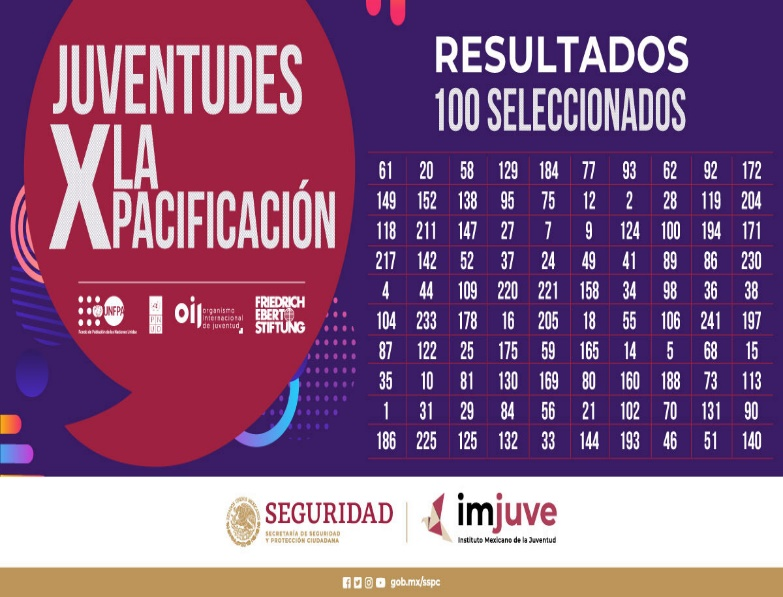 JUVENTUDES
X LA
PACIFICACIÓN
UNFPA
oij organismo
internacional
de juventud
FRIEDRICH
EBERT
STIFTUNG
RESULTADOS
100 SELECCIONADOS
61 20 58 129 184 77 93 62 92 172
149 152 138 95 75 12 2 28 119 204
118 211 147 27 7 9 124 100 194 171
217 142 52 37 24 49 41 89 86 230
4 44 109 220 221 158 34 98 36 38
104 233 178 16 205 18 55 106 241 197
87 122 25 175 59 165 14 5 68 15
35 10 81 130 169 80 160 188 73 113
1 31 29 84 56 21 102 70 131 90
186 225 125 132 33 144 193 46 51 140
SEGURIDAD
SECRETARÍA DE SEGURIDAD
Y PROTECCIÓN CIUDADANA
imjuve
Instituto Mexicano de la Juventud
gob.mx/sspc